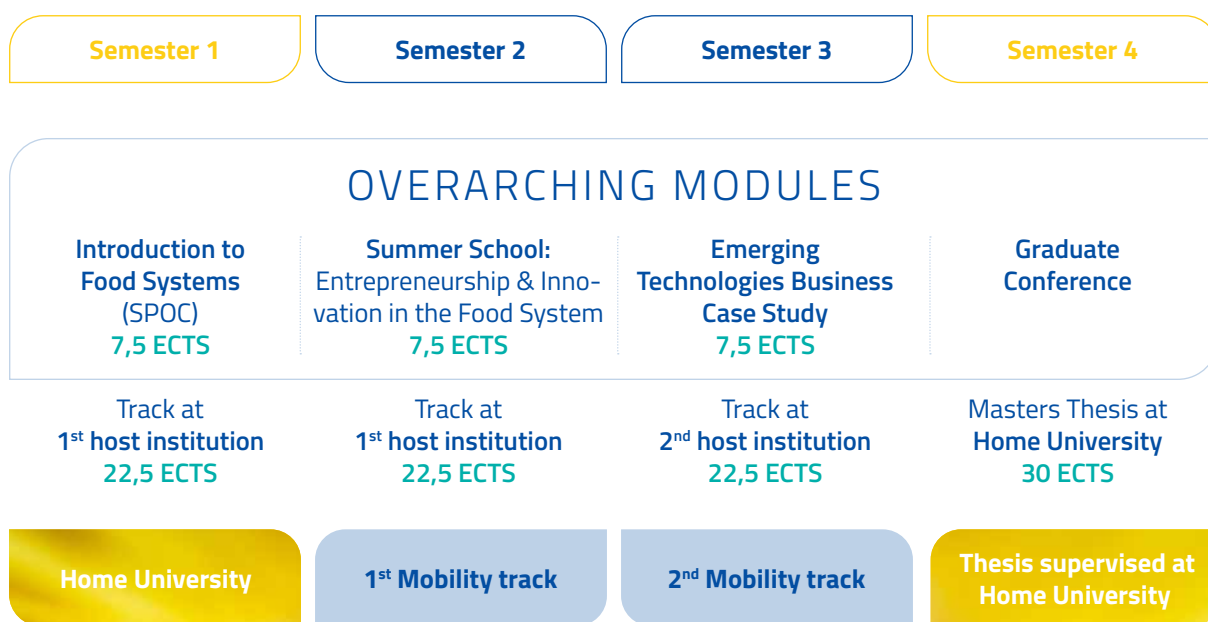 Semester 1
Semester 2
Semester 3
Semester 4
OVERARCHING MODULES
Introduction to
Food Systems
(SPOC)
7,5 ECTS
Summer School:
Entrepreneurship & Inno-
vation in the Food System
7,5 ECTS
Emerging
Technologies Business
Case Study
7,5 ECTS
Graduate
Conference
Track at
1st host institution
22,5 ECTS
Track at
1st host institution
22,5 ECTS
Track at
2nd host institution
22,5 ECTS
Masters Thesis at
Home University
30 ECTS
Home University
1st Mobility track
2nd Mobility track
Thesis supervised at
Home University